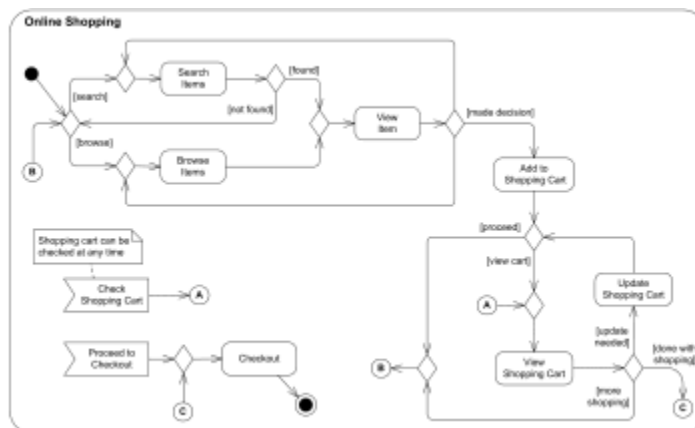 Online Shopping
Search
Items
[found]
[search]
[not found]
View
Item
[made decision]
B
[browse]
Browse
Items
Add to
Shopping Cart
Shopping cart can be
checked at any time
[proceed]
[view cart]
Check
Shopping Cart
A
A
Update
Shopping Cart
[update
needed]
[done with
shopping]
Proceed to
Checkout
Checkout
B
View
Shopping Cart
[more
shopping]
C
C